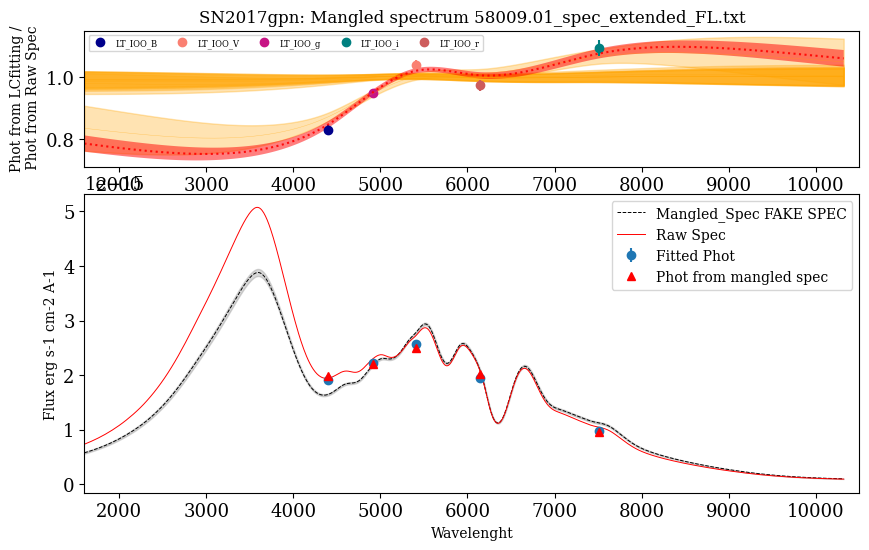 SN2017gpn: Mangled spectrum 58009.01_spec_extended_FL.txt
Phot from LCfitting /
Phot from Raw Spec
LT_IOO_B LT_IOO_V LT_IOO_g LT_IOO_i LT_IOO_r
1.0
0.8
2000 3000 4000 5000 6000 7000 8000 9000 10000
1e−15
Flux erg s-1 cm-2 A-1
Mangled_Spec FAKE SPEC
Raw Spec
Fitted Phot
Phot from mangled spec
5
4
3
2
1
0
2000 3000 4000 5000 6000 7000 8000 9000 10000
Wavelenght